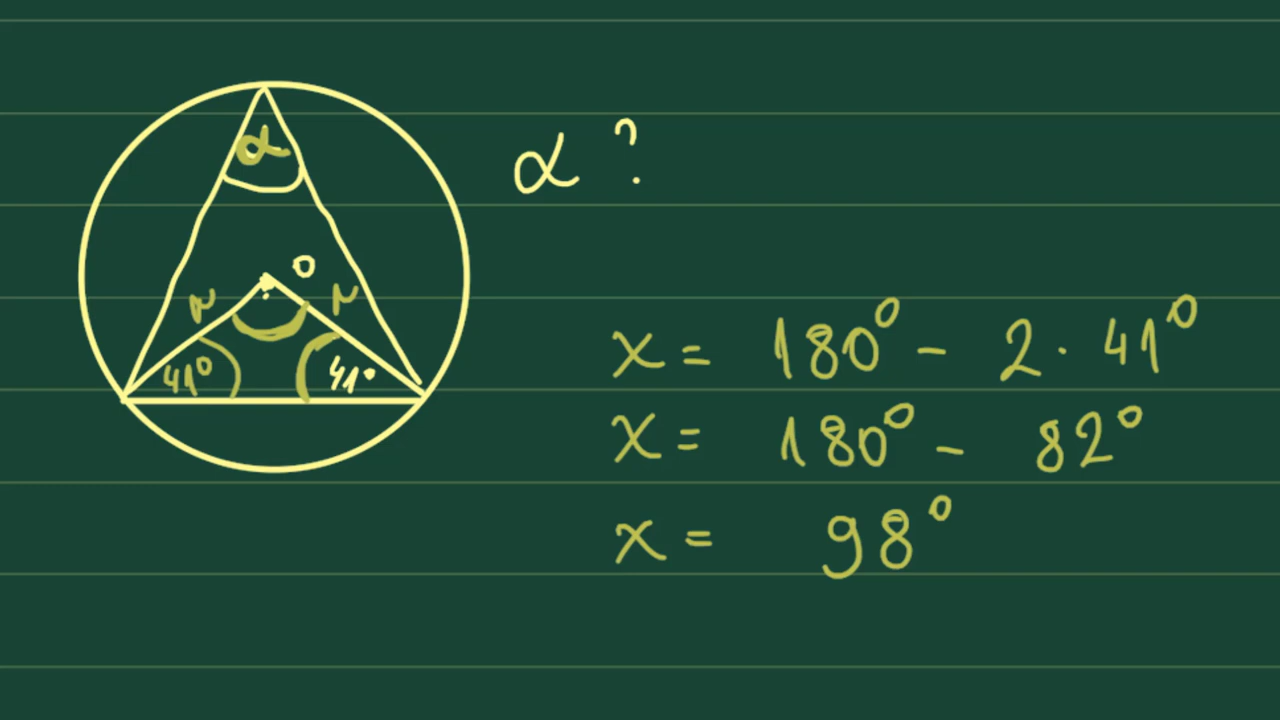 α
α ?
O
r r
41° 41°
x = 180° - 2 · 41°
x = 180° - 82°
x = 98°